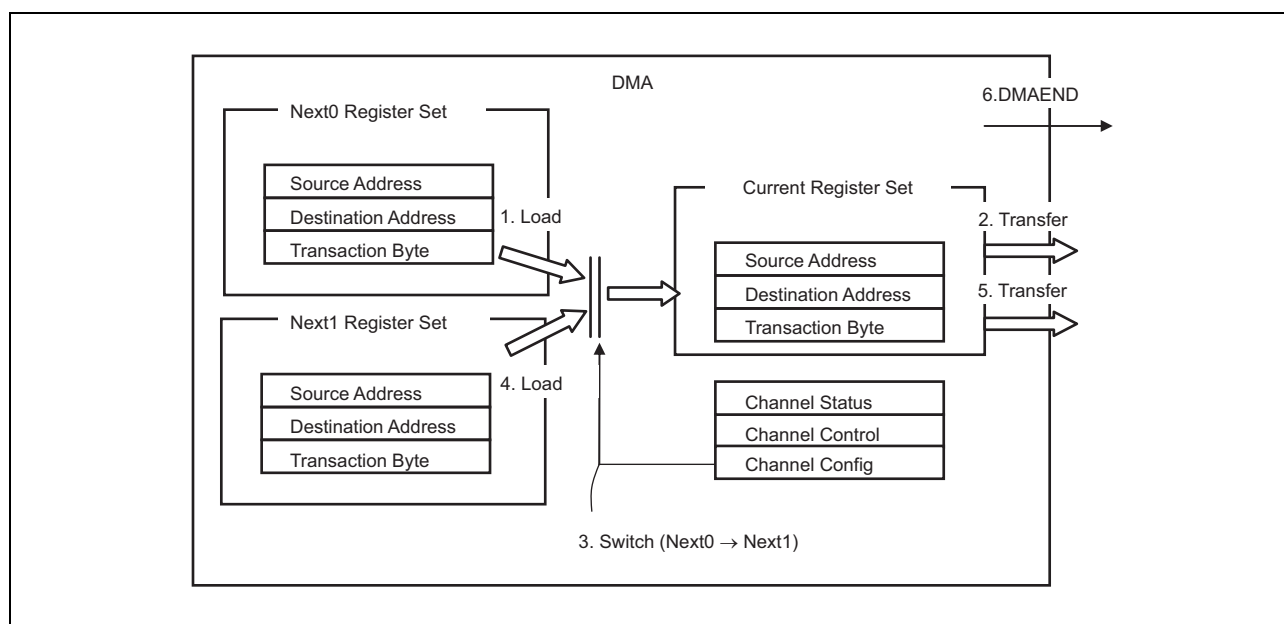 DMA
6.DMAEND
Next0 Register Set
Source Address
Destination Address
Transaction Byte
1. Load
Next1 Register Set
Source Address
Destination Address
Transaction Byte
4. Load
Current Register Set
Source Address
Destination Address
Transaction Byte
2. Transfer
5. Transfer
Channel Status
Channel Control
Channel Config
3. Switch (Next0 → Next1)